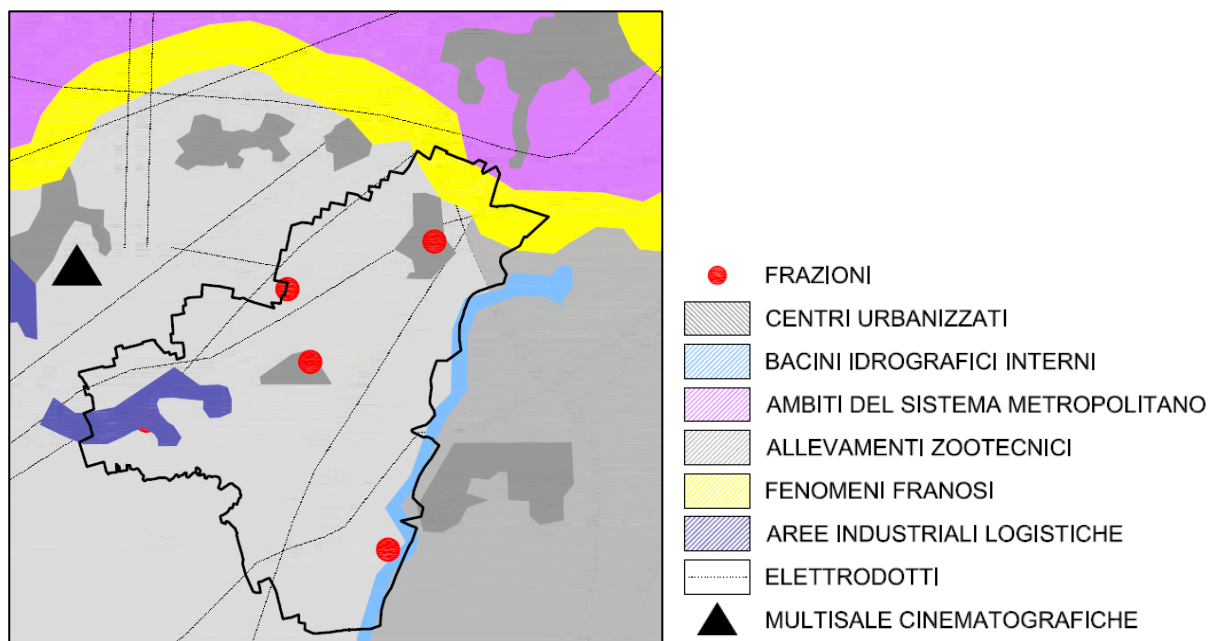 FRAZIONI
CENTRI URBANIZZATI
BACINI IDROGRAFICI INTERNI
AMBITI DEL SISTEMA METROPOLITANO
ALLEVAMENTI ZOOTECNICI
FENOMENI FRANOSI
AREE INDUSTRIALI LOGISTICHE
ELETTRODOTTI
MULTISALE CINEMATOGRAFICHE